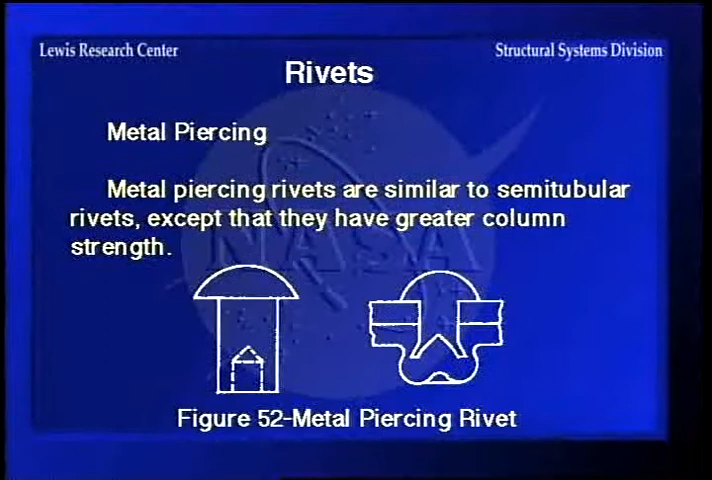 Lewis Research Center
Structural Systems Division
Rivets
Metal Piercing
Metal piercing rivets are similar to semitubular
rivets, except that they have greater column
strength.
NASA
Figure 52-Metal Piercing Rivet